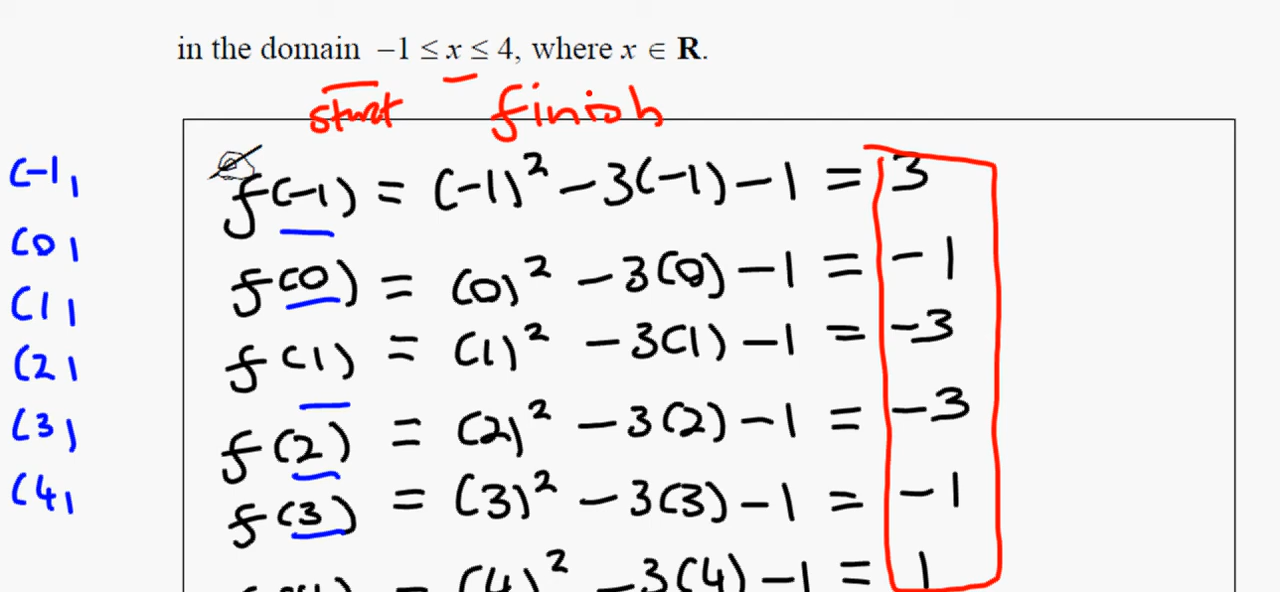 in the domain −1 ≤ x ≤ 4, where x ∈ R.
start finish
(-1, f(-1) = (-1)² - 3(-1) - 1 = 3
(0, f(0) = (0)² - 3(0) - 1 = -1
(1, f(1) = (1)² - 3(1) - 1 = -3
(2, f(2) = (2)² - 3(2) - 1 = -3
(3, f(3) = (3)² - 3(3) - 1 = -1
(4, = (4)² - 3(4) - 1 = 1